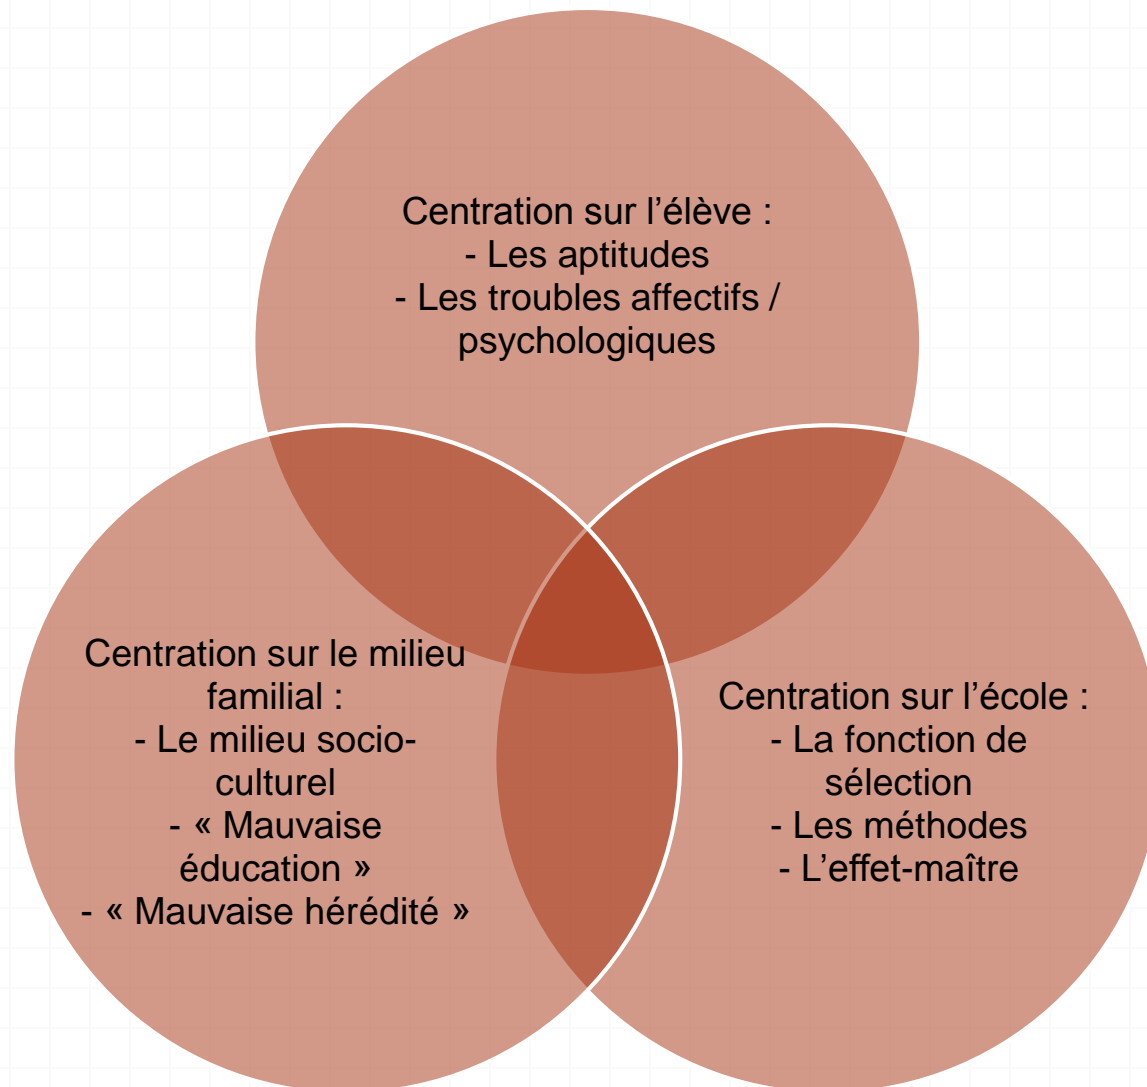 Centration sur l’élève :
- Les aptitudes
- Les troubles affectifs /
psychologiques
Centration sur le milieu
familial :
- Le milieu socio-
culturel
- « Mauvaise
éducation »
- « Mauvaise hérédité »
Centration sur l’école :
- La fonction de
sélection
- Les méthodes
- L’effet-maître